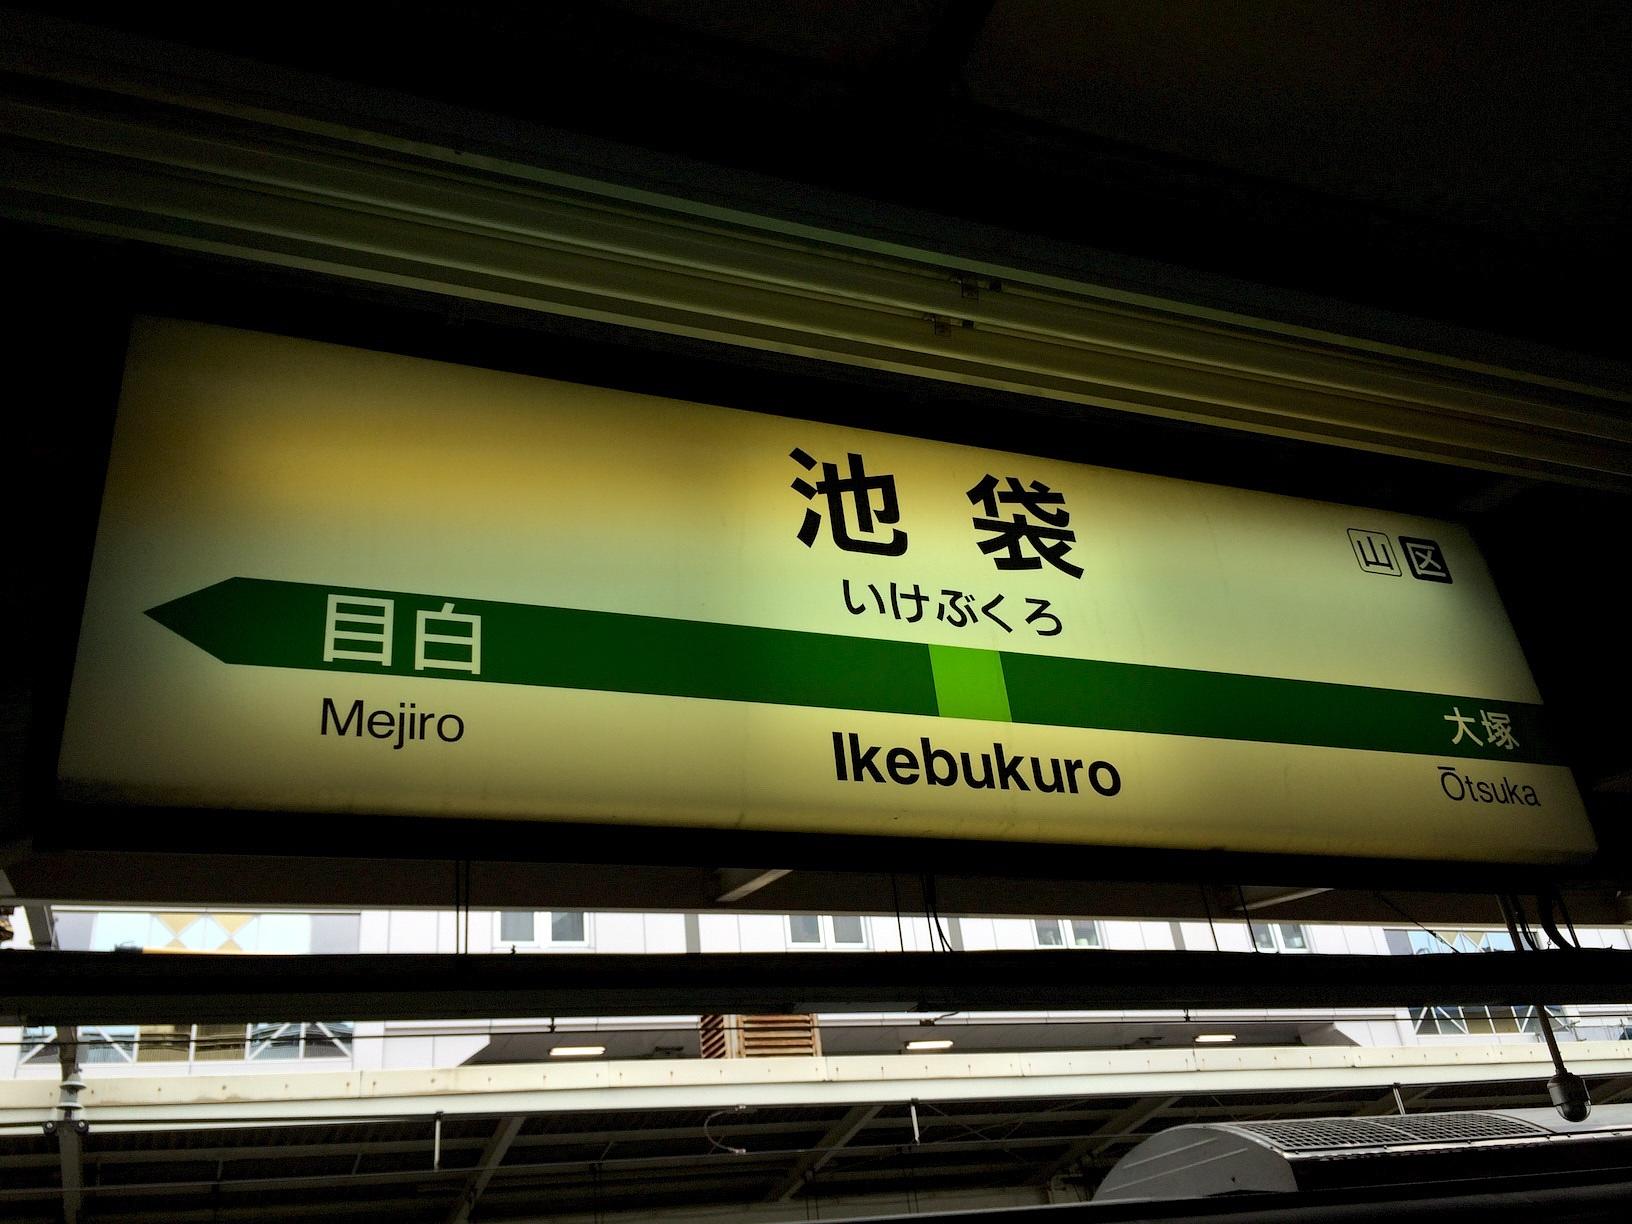 池袋
山 区
いけぶくろ
目白
大塚
Mejiro
Ikebukuro
Ōtsuka